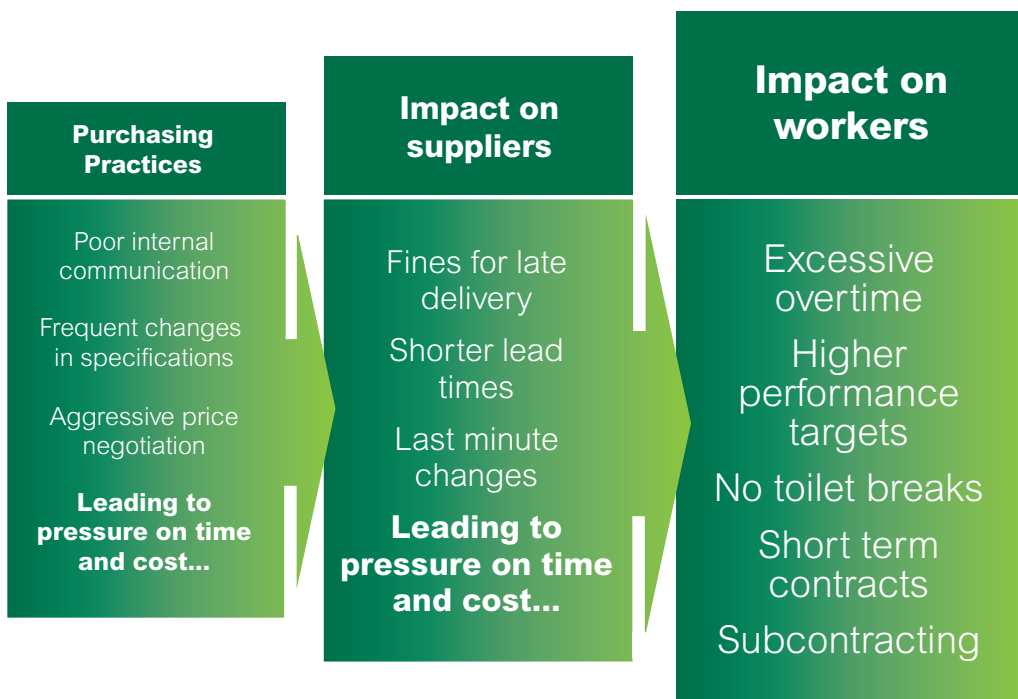 Purchasing
Practices
Poor internal
communication
Frequent changes
in specifications
Aggressive price
negotiation
Leading to
pressure on time
and cost...
Impact on
suppliers
Fines for late
delivery
Shorter lead
times
Last minute
changes
Leading to
pressure on time
and cost...
Impact on
workers
Excessive
overtime
Higher
performance
targets
No toilet breaks
Short term
contracts
Subcontracting